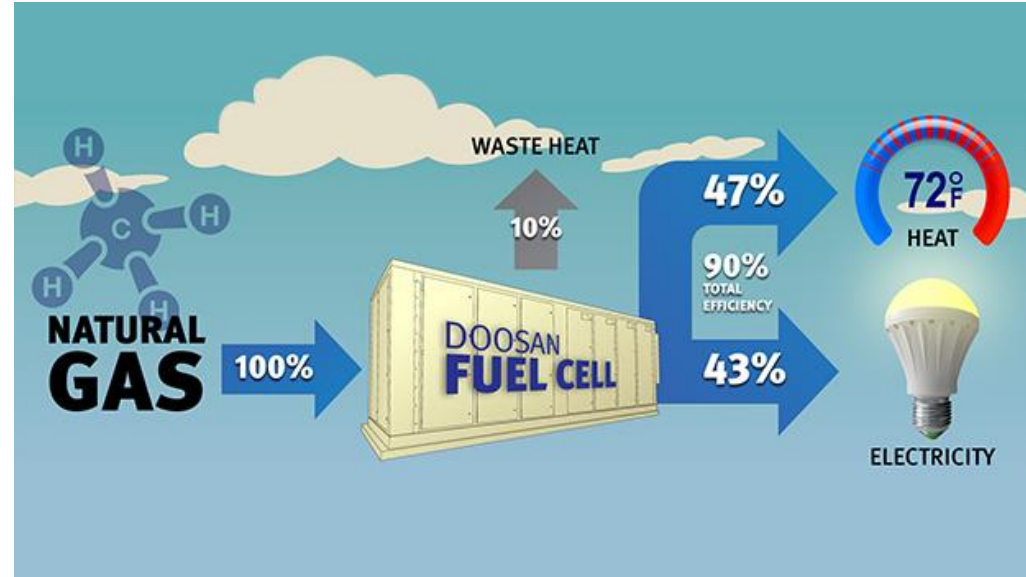 H
C
H
H
H
NATURAL
GAS
100%
DOOSAN
FUEL CELL
WASTE HEAT
10%
47%
90%
TOTAL
EFFICIENCY
43%
72°F
HEAT
ELECTRICITY